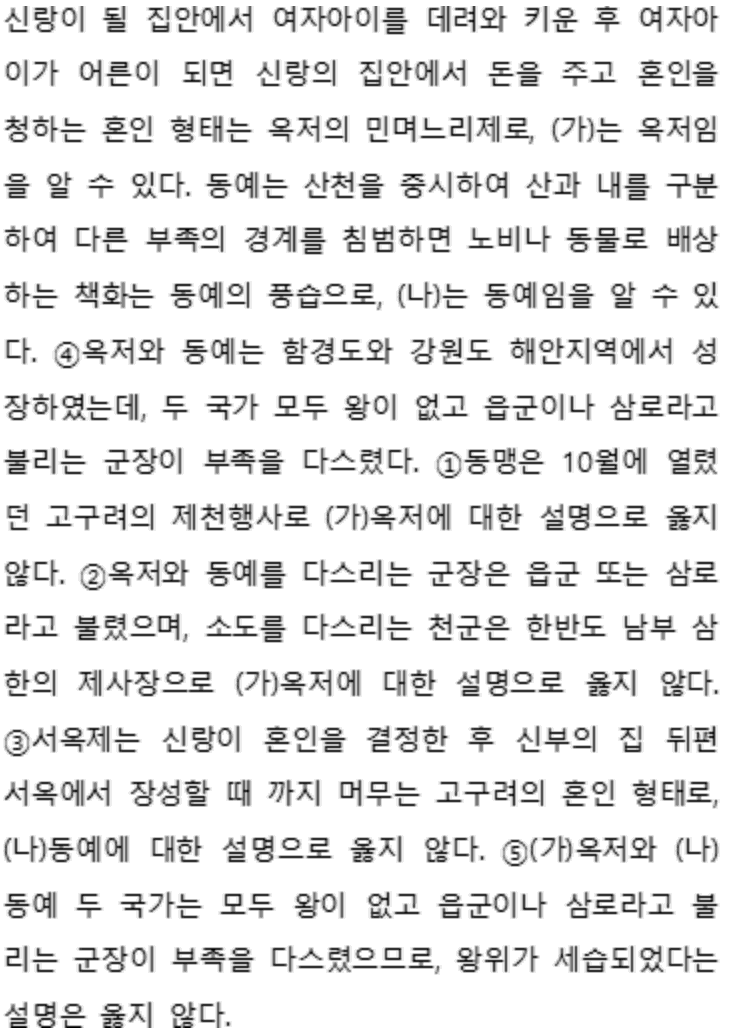 신랑이 될 집안에서 여자아이를 데려와 키운 후 여자아
이가 어른이 되면 신랑의 집안에서 돈을 주고 혼인을
청하는 혼인 형태는 옥저의 민며느리제로, (가)는 옥저임
을 알 수 있다. 동예는 산천을 중시하여 산과 내를 구분
하여 다른 부족의 경계를 침범하면 노비나 동물로 배상
하는 책화는 동예의 풍습으로, (나)는 동예임을 알 수 있
다. ④옥저와 동예는 함경도와 강원도 해안지역에서 성
장하였는데, 두 국가 모두 왕이 없고 읍군이나 삼로라고
불리는 군장이 부족을 다스렸다. ①동맹은 10월에 열렸
던 고구려의 제천행사로 (가)옥저에 대한 설명으로 옳지
않다. ②옥저와 동예를 다스리는 군장은 읍군 또는 삼로
라고 불렸으며, 소도를 다스리는 천군은 한반도 남부 삼
한의 제사장으로 (가)옥저에 대한 설명으로 옳지 않다.
③서옥제는 신랑이 혼인을 결정한 후 신부의 집 뒤편
서옥에서 장성할 때 까지 머무는 고구려의 혼인 형태로,
(나)동예에 대한 설명으로 옳지 않다. ⑤(가)옥저와 (나)
동예 두 국가는 모두 왕이 없고 읍군이나 삼로라고 불
리는 군장이 부족을 다스렸으므로, 왕위가 세습되었다는
설명은 옳지 않다.